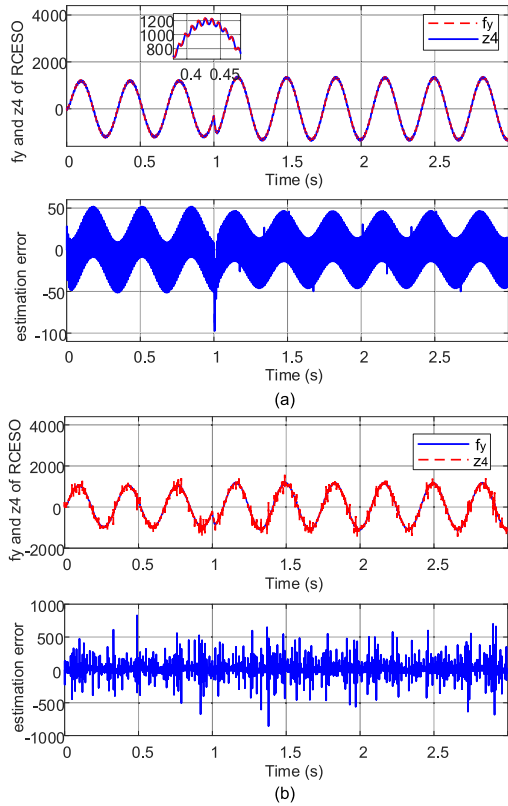 fy and z4 of RCESO
4000
2000
0
1200
1000
800
0.4 0.45
fy
z4
0 0.5 1 1.5 2 2.5
Time (s)
estimation error
50
0
-50
-100
0 0.5 1 1.5 2 2.5
Time (s)
(a)
fy and z4 of RCESO
4000
2000
0
-2000
fy
z4
0 0.5 1 1.5 2 2.5
Time (s)
estimation error
1000
500
0
-500
-1000
0 0.5 1 1.5 2 2.5
Time (s)
(b)